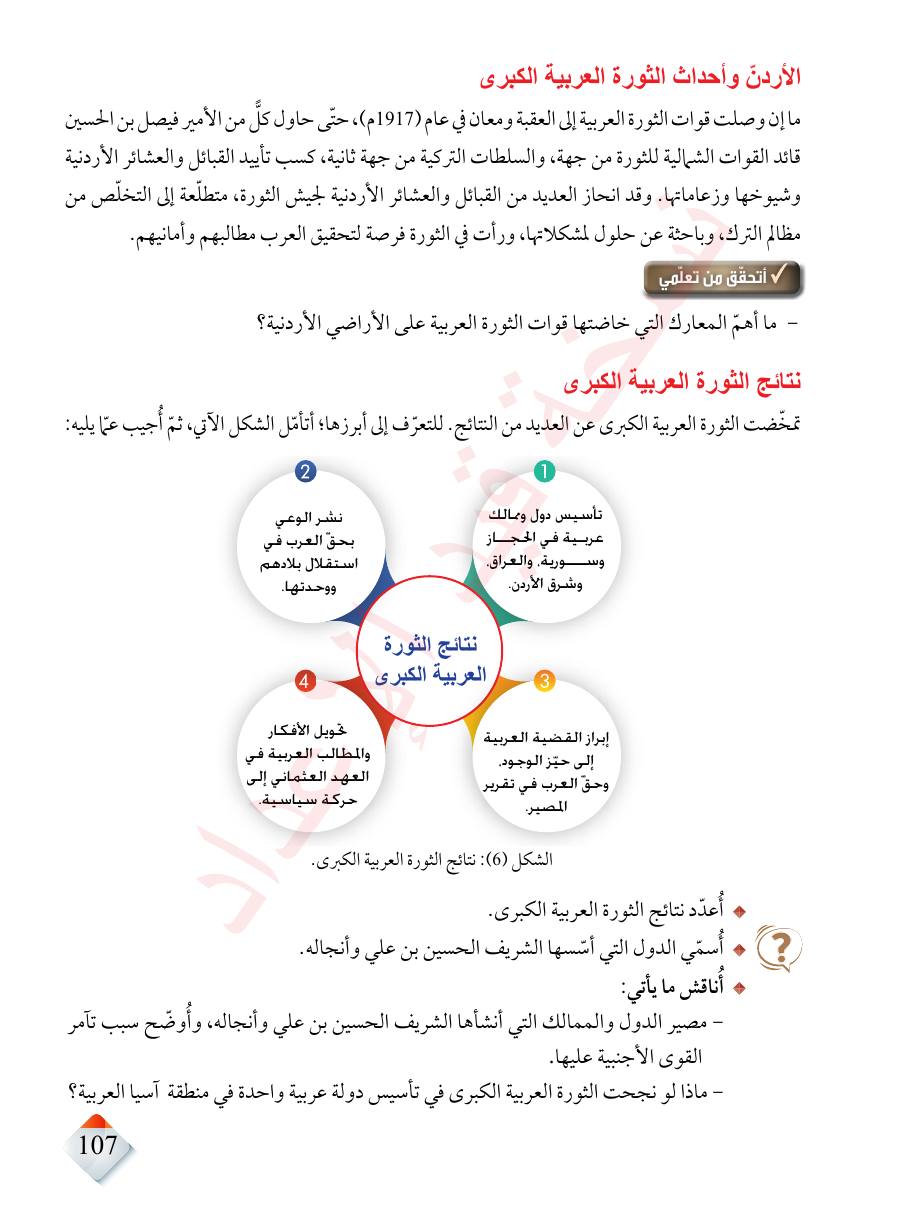 الأردنّ وأحداث الثورة العربية الكبرى
ما إن وصلت قوات الثورة العربية إلى العقبة ومعان في عام (1917م)، حتّى حاول كلٌّ من الأمير فيصل بن الحسين
قائد القوات الشمالية للثورة من جهة، والسلطات التركية من جهة ثانية، كسب تأييد القبائل والعشائر الأردنية
وشيوخها وزعاماتها. وقد انحاز العديد من القبائل والعشائر الأردنية لجيش الثورة، متطلّعة إلى التخلّص من
مظالم الترك، وباحثة عن حلول لمشكلاتها، ورأت في الثورة فرصة لتحقيق العرب مطالبهم وأمانيهم.
✓ أتحقّق من تعلّمي
– ما أهمّ المعارك التي خاضتها قوات الثورة العربية على الأراضي الأردنية؟
نتائج الثورة العربية الكبرى
تمخّضت الثورة العربية الكبرى عن العديد من النتائج. للتعرّف إلى أبرزها؛ أتأمّل الشكل الآتي، ثمّ أُجيب عمّا يليه:
1
تأسيس دول وممالك
عربية في الحجاز
وسورية، والعراق،
وشرق الأردن.
2
نشر الوعي
بحقّ العرب في
استقلال بلادهم
ووحدتها.
نتائج الثورة
العربية الكبرى
3
إبراز القضية العربية
إلى حيّز الوجود،
وحقّ العرب في تقرير
المصير.
4
تحويل الأفكار
والمطالب العربية في
العهد العثماني إلى
حركة سياسية.
الشكل (6): نتائج الثورة العربية الكبرى.
أُعدّد نتائج الثورة العربية الكبرى.
أُسمّي الدول التي أسّسها الشريف الحسين بن علي وأنجاله.
أُناقش ما يأتي:
– مصير الدول والممالك التي أنشأها الشريف الحسين بن علي وأنجاله، وأُوضّح سبب تآمر
القوى الأجنبية عليها.
– ماذا لو نجحت الثورة العربية الكبرى في تأسيس دولة عربية واحدة في منطقة آسيا العربية؟
107
نسخة قيد الإعداد